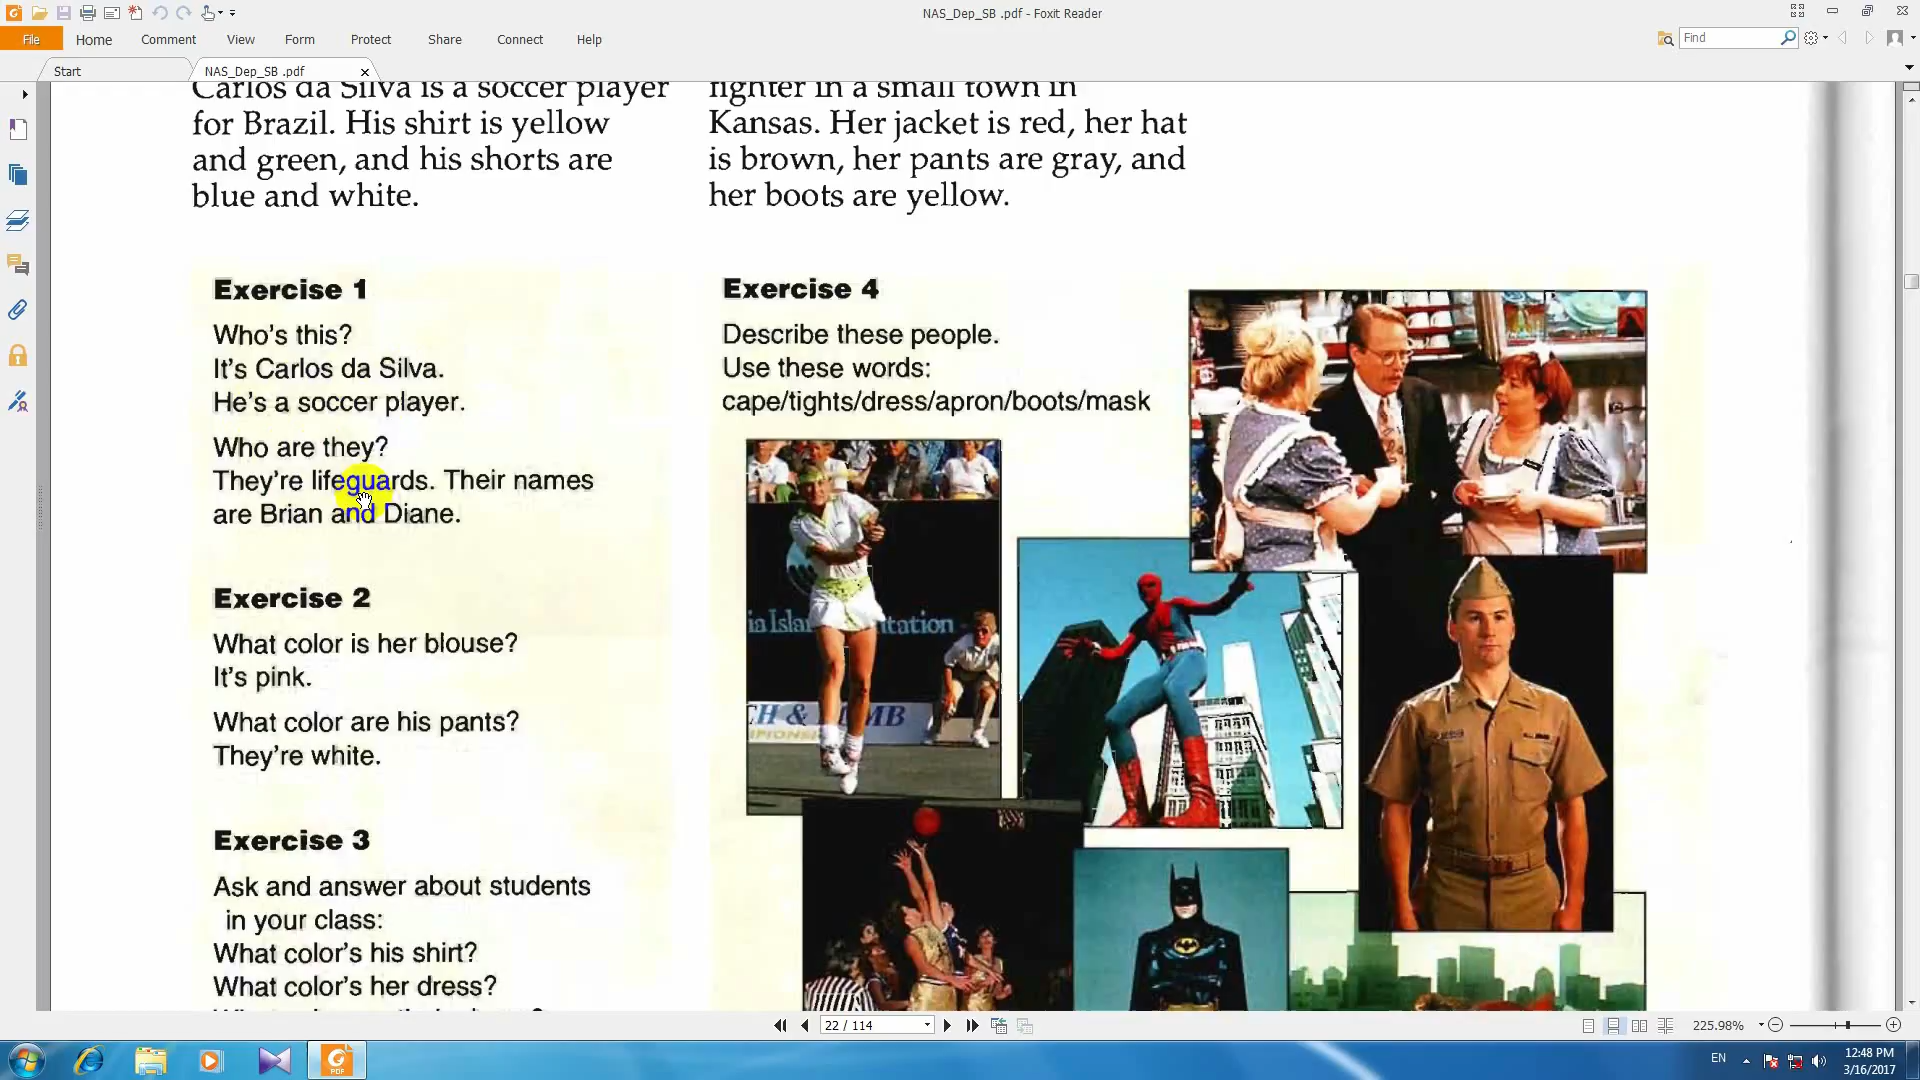 NAS_Dep_SB .pdf - Foxit Reader
File
Home
Comment
View
Form
Protect
Share
Connect
Help
Find
Start
NAS_Dep_SB .pdf
Carlos da Silva is a soccer player
for Brazil. His shirt is yellow
and green, and his shorts are
blue and white.
fighter in a small town in
Kansas. Her jacket is red, her hat
is brown, her pants are gray, and
her boots are yellow.
Exercise 1
Who's this?
It's Carlos da Silva.
He's a soccer player.
Who are they?
They're lifeguards. Their names
are Brian and Diane.
Exercise 2
What color is her blouse?
It's pink.
What color are his pants?
They're white.
Exercise 3
Ask and answer about students
in your class:
What color's his shirt?
What color's her dress?
Exercise 4
Describe these people.
Use these words:
cape/tights/dress/apron/boots/mask
22 / 114
225.98%
EN
12:48 PM
3/16/2017